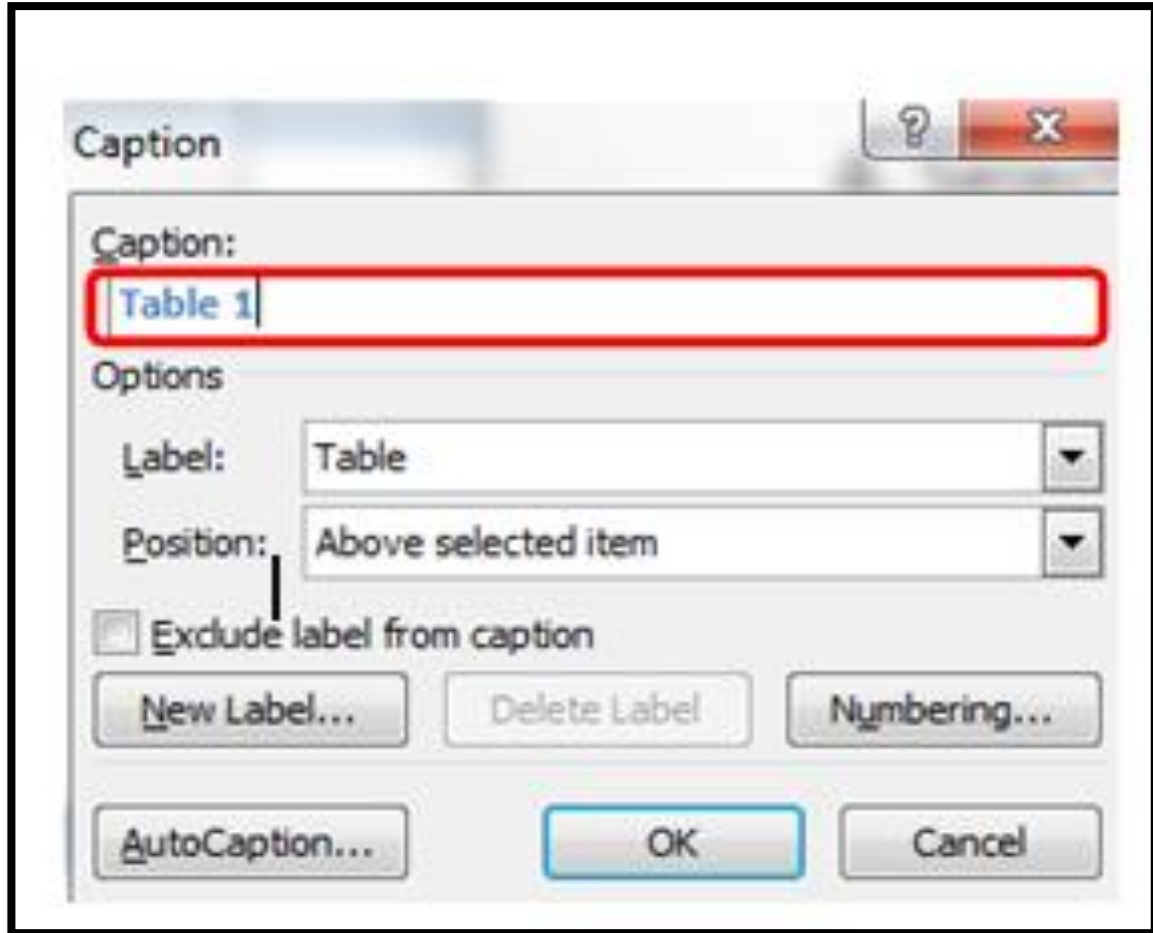 Caption
Caption:
Table 1
Options
Label: Table
Position: Above selected item
Exclude label from caption
New Label... Delete Label Numbering...
AutoCaption... OK Cancel